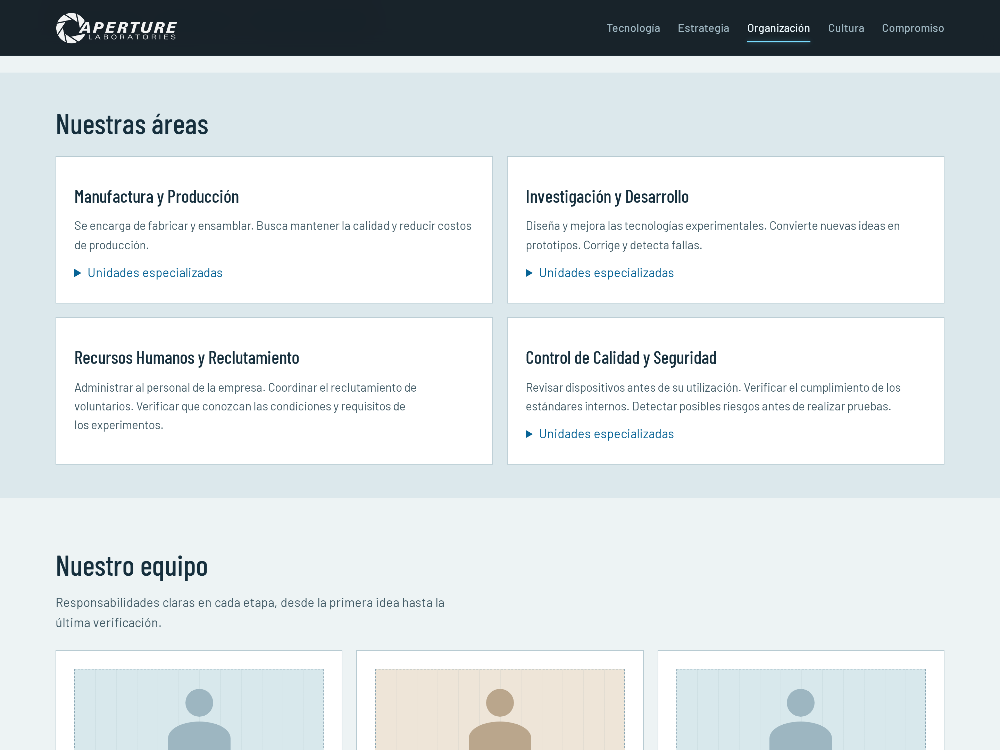 APERTURE
LABORATORIES
Tecnología Estrategia Organización Cultura Compromiso
Nuestras áreas
Manufactura y Producción
Se encarga de fabricar y ensamblar. Busca mantener la calidad y reducir costos
de producción.
▶ Unidades especializadas
Investigación y Desarrollo
Diseña y mejora las tecnologías experimentales. Convierte nuevas ideas en
prototipos. Corrige y detecta fallas.
▶ Unidades especializadas
Recursos Humanos y Reclutamiento
Administrar al personal de la empresa. Coordinar el reclutamiento de
voluntarios. Verificar que conozcan las condiciones y requisitos de
los experimentos.
Control de Calidad y Seguridad
Revisar dispositivos antes de su utilización. Verificar el cumplimiento de los
estándares internos. Detectar posibles riesgos antes de realizar pruebas.
▶ Unidades especializadas
Nuestro equipo
Responsabilidades claras en cada etapa, desde la primera idea hasta la
última verificación.